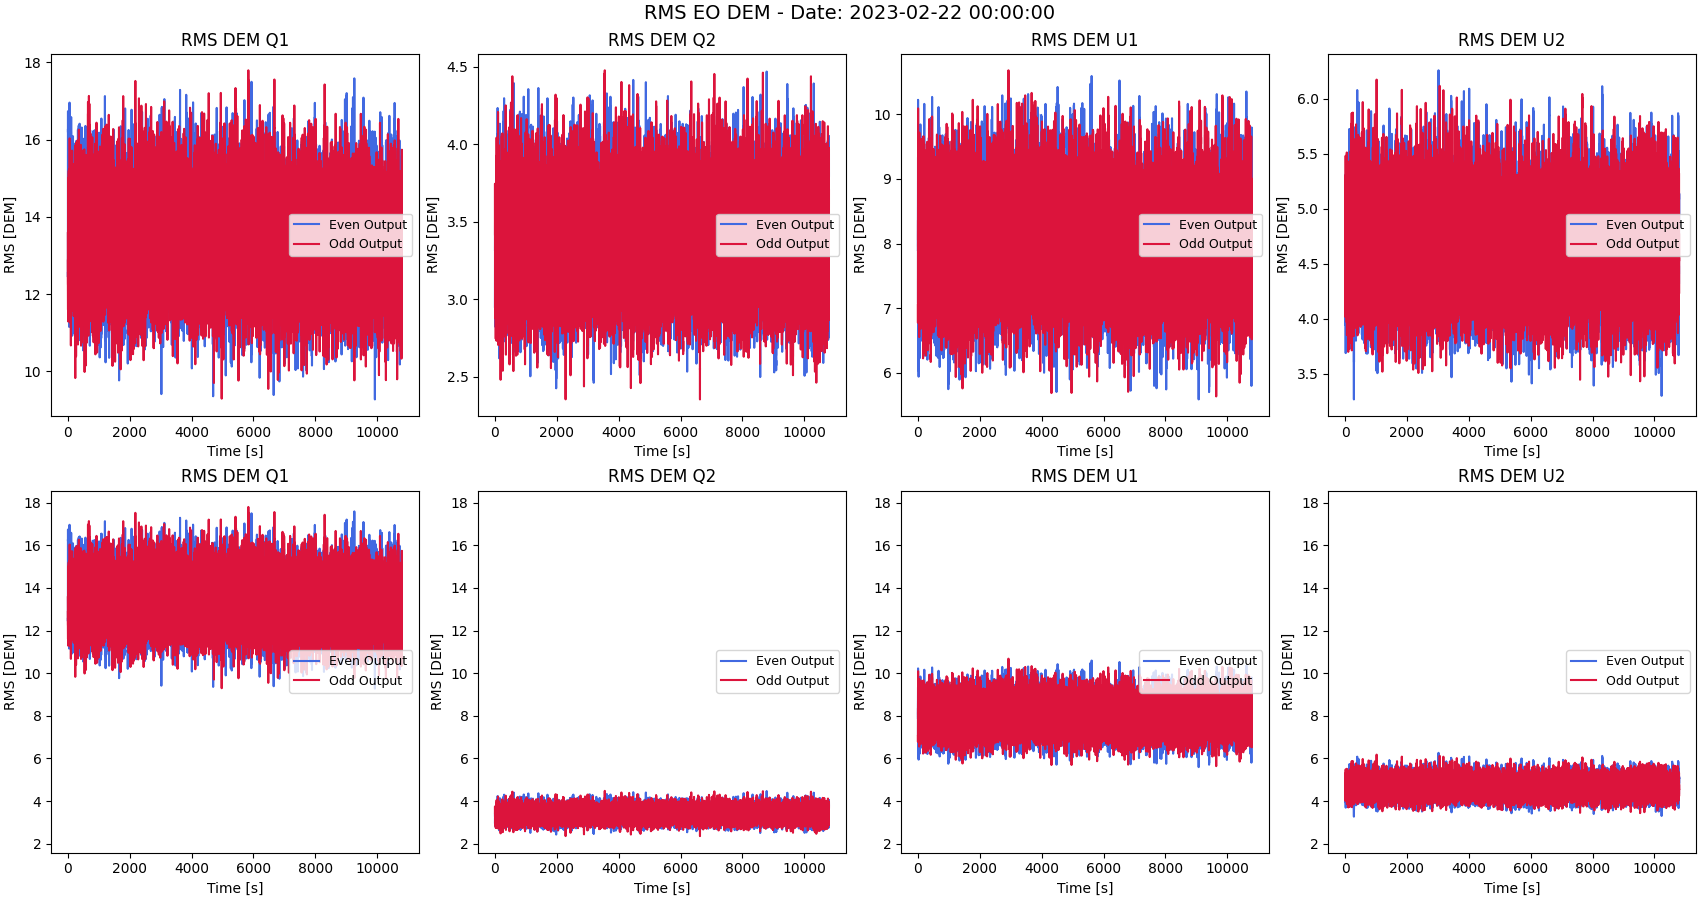 RMS EO DEM - Date: 2023-02-22 00:00:00
RMS DEM Q1
RMS [DEM]
18
16
14
12
10
0 2000 4000 6000 8000 10000
Time [s]
Even Output
Odd Output
RMS DEM Q2
RMS [DEM]
4.5
4.0
3.5
3.0
2.5
0 2000 4000 6000 8000 10000
Time [s]
Even Output
Odd Output
RMS DEM U1
RMS [DEM]
10
9
8
7
6
0 2000 4000 6000 8000 10000
Time [s]
Even Output
Odd Output
RMS DEM U2
RMS [DEM]
6.0
5.5
5.0
4.5
4.0
3.5
0 2000 4000 6000 8000 10000
Time [s]
Even Output
Odd Output
RMS DEM Q1
RMS [DEM]
18
16
14
12
10
8
6
4
2
0 2000 4000 6000 8000 10000
Time [s]
Even Output
Odd Output
RMS DEM Q2
RMS [DEM]
18
16
14
12
10
8
6
4
2
0 2000 4000 6000 8000 10000
Time [s]
Even Output
Odd Output
RMS DEM U1
RMS [DEM]
18
16
14
12
10
8
6
4
2
0 2000 4000 6000 8000 10000
Time [s]
Even Output
Odd Output
RMS DEM U2
RMS [DEM]
18
16
14
12
10
8
6
4
2
0 2000 4000 6000 8000 10000
Time [s]
Even Output
Odd Output